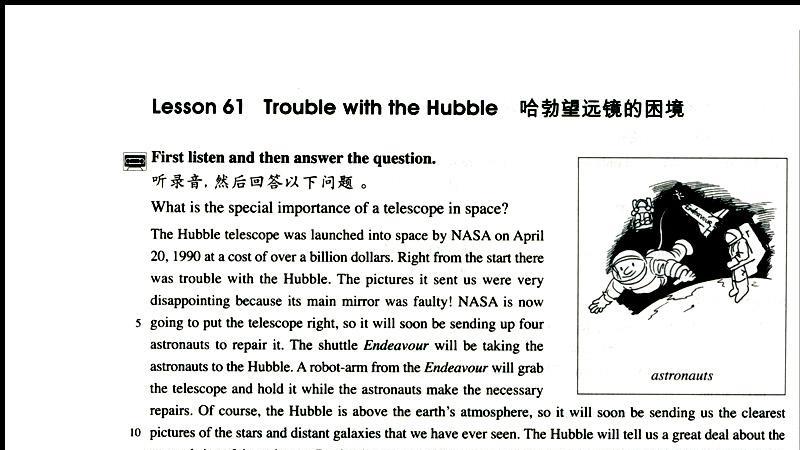 Lesson 61 Trouble with the Hubble 哈勃望远镜的困境
First listen and then answer the question.
听录音,然后回答以下问题。
What is the special importance of a telescope in space?
The Hubble telescope was launched into space by NASA on April
20, 1990 at a cost of over a billion dollars. Right from the start there
was trouble with the Hubble. The pictures it sent us were very
disappointing because its main mirror was faulty! NASA is now
5 going to put the telescope right, so it will soon be sending up four
astronauts to repair it. The shuttle Endeavour will be taking the
astronauts to the Hubble. A robot-arm from the Endeavour will grab
the telescope and hold it while the astronauts make the necessary
repairs. Of course, the Hubble is above the earth's atmosphere, so it will soon be sending us the clearest
10 pictures of the stars and distant galaxies that we have ever seen. The Hubble will tell us a great deal about the
Endeavour
astronauts